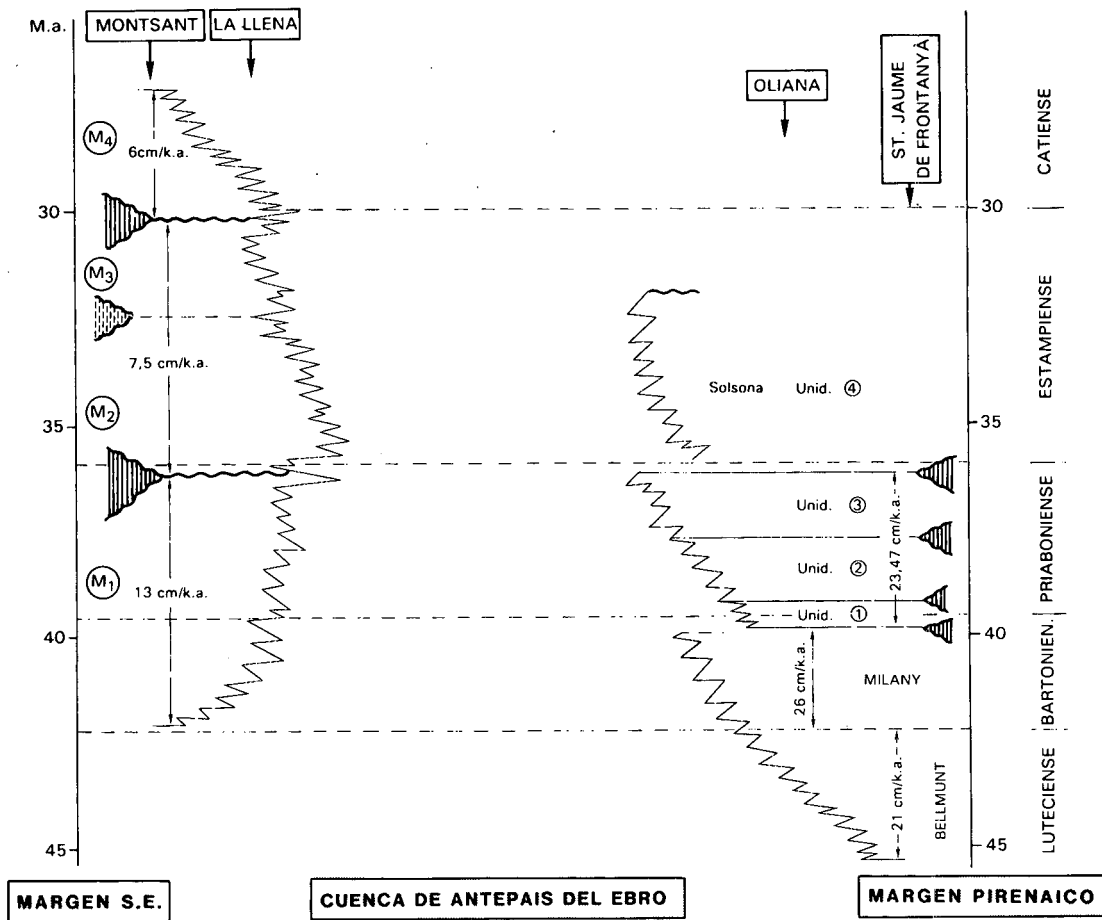 M.a.
MONTSANT
LA LLENA
OLIANA
ST. JAUME
DE FRONTANYÀ
CATIENSE
M4
6cm/k.a.
30
30
M3
ESTAMPIENSE
7,5 cm/k.a.
Solsona Unid. ④
M2
35
35
Unid. ③
23,47 cm/k.a.
PRIABONIENSE
Unid. ②
M1
13 cm/k.a.
Unid. ①
40
40
26 cm/k.a.
MILANY
BARTONIEN.
21 cm/k.a.
BELLMUNT
LUTECIENSE
45
45
MARGEN S.E.
CUENCA DE ANTEPAIS DEL EBRO
MARGEN PIRENAICO